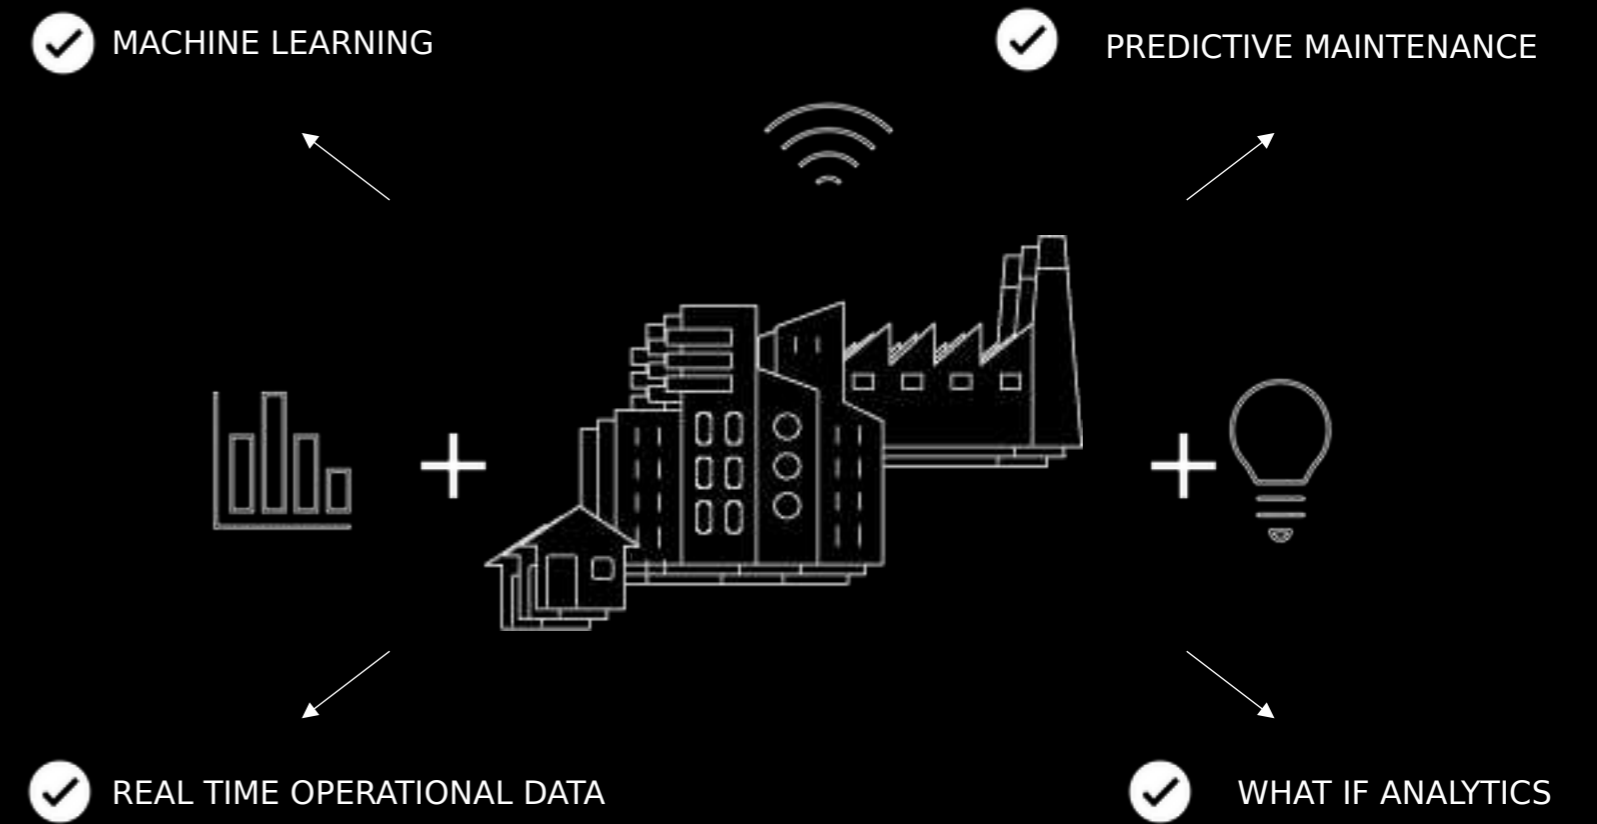 MACHINE LEARNING
PREDICTIVE MAINTENANCE
REAL TIME OPERATIONAL DATA
WHAT IF ANALYTICS